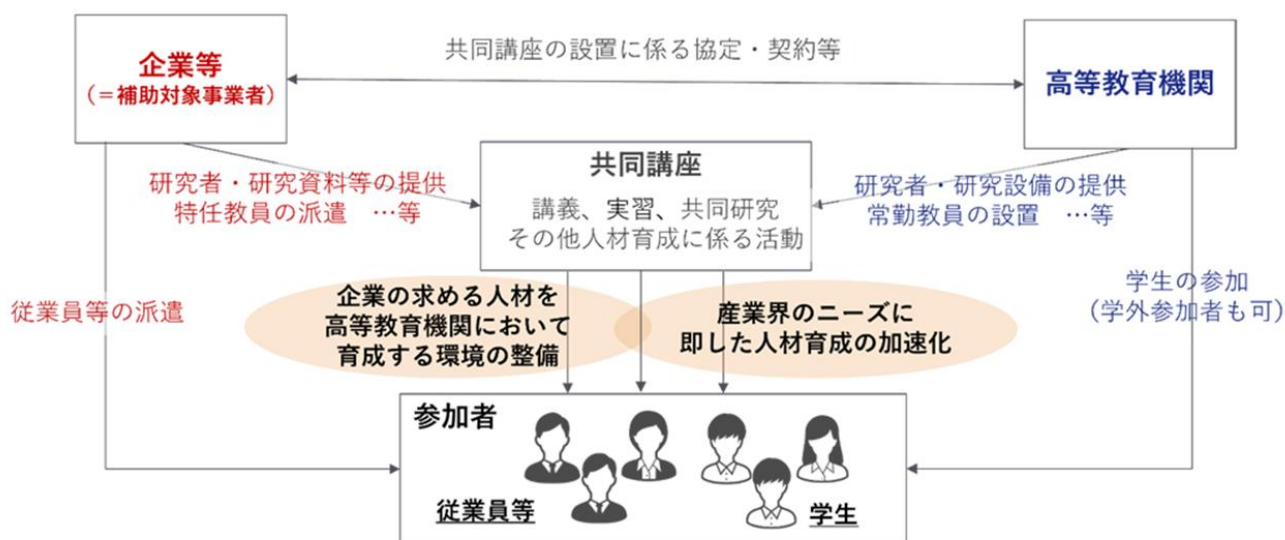 共同講座の設置に係る協定・契約等
企業等
(＝補助対象事業者)
高等教育機関
共同講座
講義、実習、共同研究
その他人材育成に係る活動
研究者・研究資料等の提供
特任教員の派遣　…等
研究者・研究設備の提供
常勤教員の設置　…等
従業員等の派遣
学生の参加
(学外参加者も可)
企業の求める人材を
高等教育機関において
育成する環境の整備
産業界のニーズに
即した人材育成の加速化
参加者
従業員等
学生